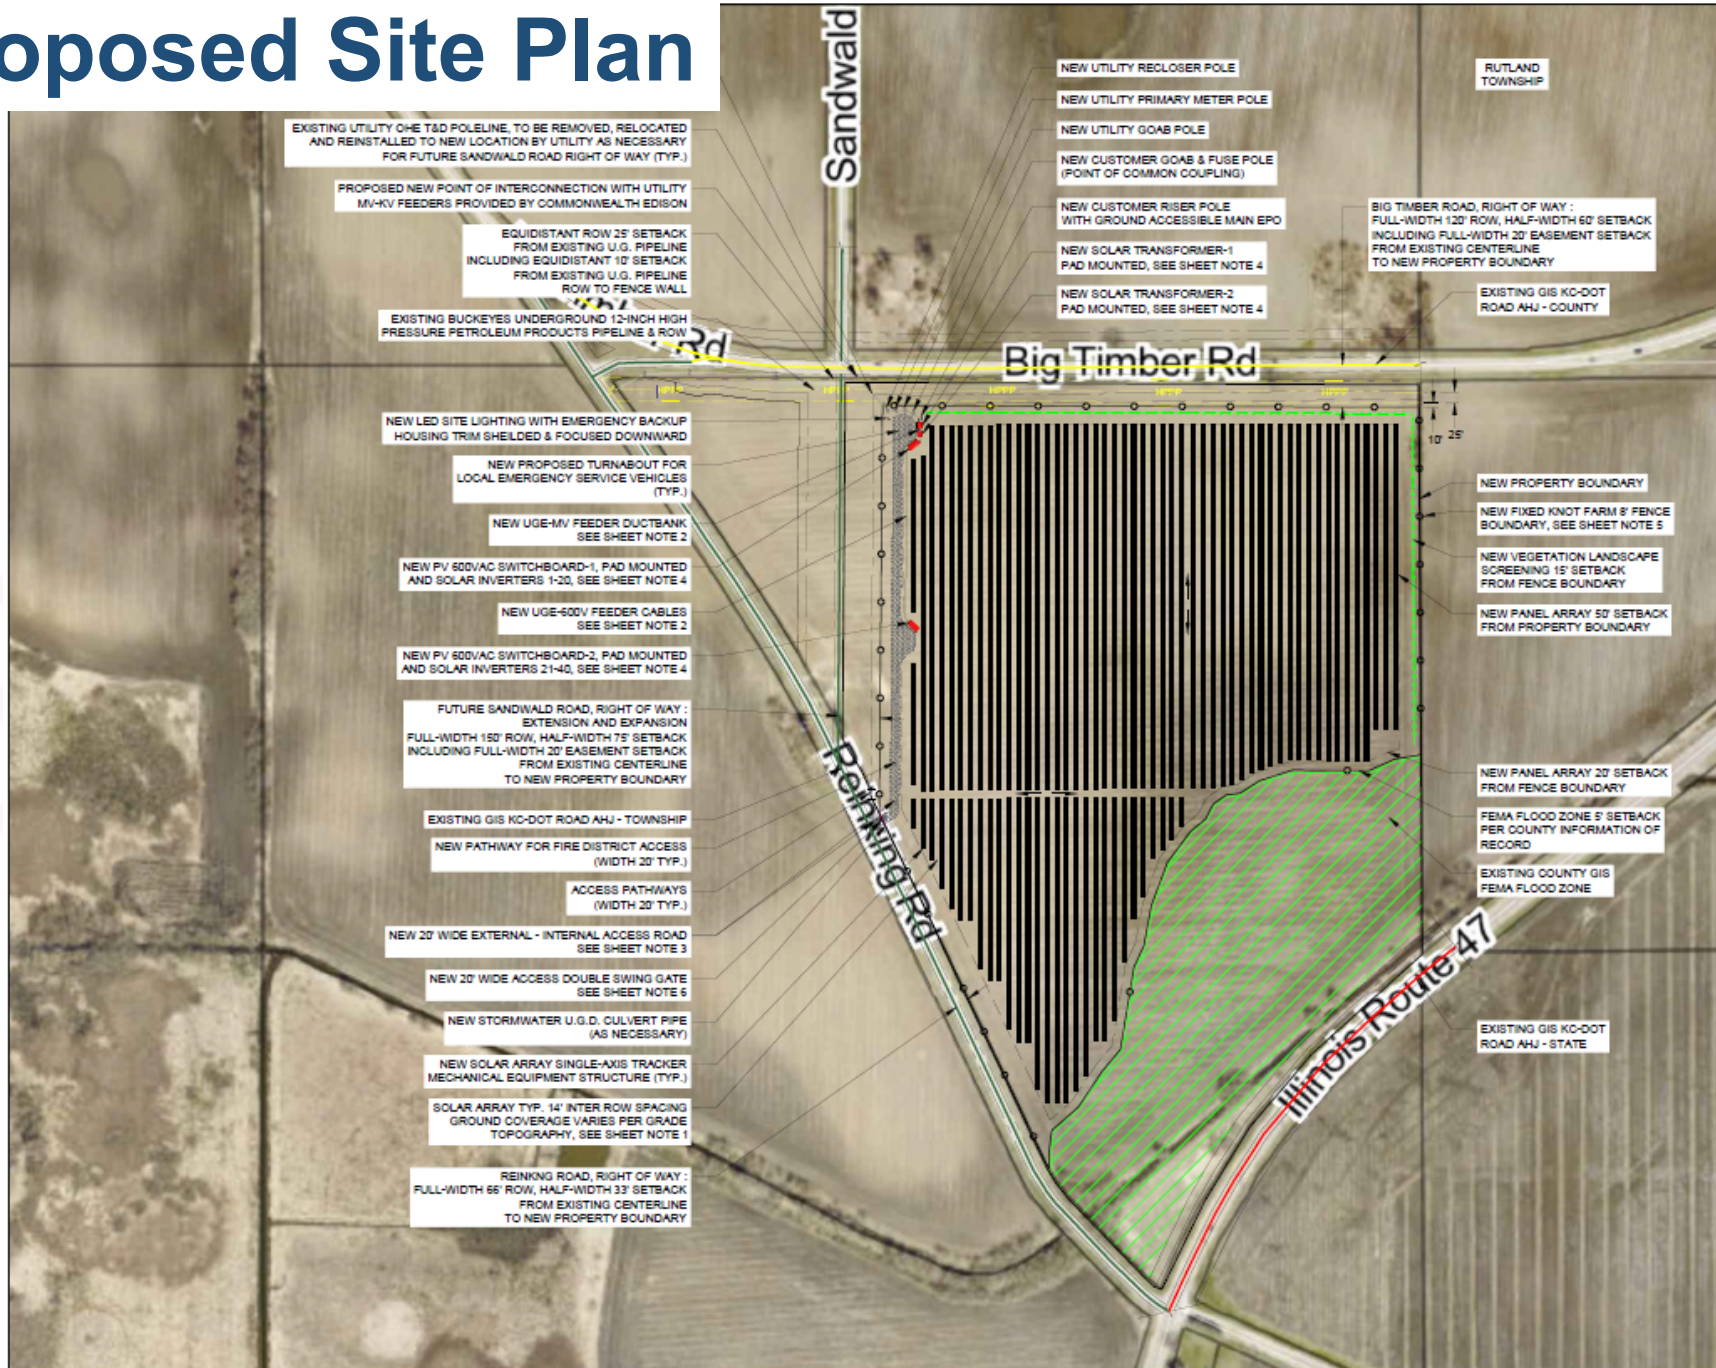 oposed Site Plan
Sandwald
EXISTING UTILITY OHE T&D POLELINE, TO BE REMOVED, RELOCATED
AND REINSTALLED TO NEW LOCATION BY UTILITY AS NECESSARY
FOR FUTURE SANDWALD ROAD RIGHT OF WAY (TYP.)
PROPOSED NEW POINT OF INTERCONNECTION WITH UTILITY
MV-KV FEEDERS PROVIDED BY COMMONWEALTH EDISON
EQUIDISTANT ROW 25' SETBACK
FROM EXISTING U.G. PIPELINE
INCLUDING EQUIDISTANT 10' SETBACK
FROM EXISTING U.G. PIPELINE
ROW TO FENCE WALL
EXISTING BUCKEYES UNDERGROUND 12-INCH HIGH
PRESSURE PETROLEUM PRODUCTS PIPELINE & ROW
Rd
NEW LED SITE LIGHTING WITH EMERGENCY BACKUP
HOUSING TRIM SHEILDED & FOCUSED DOWNWARD
NEW PROPOSED TURNABOUT FOR
LOCAL EMERGENCY SERVICE VEHICLES
(TYP.)
NEW UGE-MV FEEDER DUCTBANK
SEE SHEET NOTE 2
NEW PV 600VAC SWITCHBOARD-1, PAD MOUNTED
AND SOLAR INVERTERS 1-20, SEE SHEET NOTE 4
NEW UGE-600V FEEDER CABLES
SEE SHEET NOTE 2
NEW PV 600VAC SWITCHBOARD-2, PAD MOUNTED
AND SOLAR INVERTERS 21-40, SEE SHEET NOTE 4
FUTURE SANDWALD ROAD, RIGHT OF WAY :
EXTENSION AND EXPANSION
FULL-WIDTH 150' ROW, HALF-WIDTH 75' SETBACK
INCLUDING FULL-WIDTH 20' EASEMENT SETBACK
FROM EXISTING CENTERLINE
TO NEW PROPERTY BOUNDARY
EXISTING GIS KC-DOT ROAD AHJ - TOWNSHIP
NEW PATHWAY FOR FIRE DISTRICT ACCESS
(WIDTH 20' TYP.)
ACCESS PATHWAYS
(WIDTH 20' TYP.)
NEW 20' WIDE EXTERNAL - INTERNAL ACCESS ROAD
SEE SHEET NOTE 3
NEW 20' WIDE ACCESS DOUBLE SWING GATE
SEE SHEET NOTE 6
NEW STORMWATER U.G.D. CULVERT PIPE
(AS NECESSARY)
NEW SOLAR ARRAY SINGLE-AXIS TRACKER
MECHANICAL EQUIPMENT STRUCTURE (TYP.)
SOLAR ARRAY TYP. 14' INTER ROW SPACING
GROUND COVERAGE VARIES PER GRADE
TOPOGRAPHY, SEE SHEET NOTE 1
REINKNG ROAD, RIGHT OF WAY :
FULL-WIDTH 66' ROW, HALF-WIDTH 33' SETBACK
FROM EXISTING CENTERLINE
TO NEW PROPERTY BOUNDARY
NEW UTILITY RECLOSER POLE
NEW UTILITY PRIMARY METER POLE
NEW UTILITY GOAB POLE
NEW CUSTOMER GOAB & FUSE POLE
(POINT OF COMMON COUPLING)
NEW CUSTOMER RISER POLE
WITH GROUND ACCESSIBLE MAIN EPO
NEW SOLAR TRANSFORMER-1
PAD MOUNTED, SEE SHEET NOTE 4
NEW SOLAR TRANSFORMER-2
PAD MOUNTED, SEE SHEET NOTE 4
Big Timber Rd
HPPP
HPPP
HPPP
Reinking Rd
Illinois Route 47
RUTLAND
TOWNSHIP
BIG TIMBER ROAD, RIGHT OF WAY :
FULL-WIDTH 120' ROW, HALF-WIDTH 60' SETBACK
INCLUDING FULL-WIDTH 20' EASEMENT SETBACK
FROM EXISTING CENTERLINE
TO NEW PROPERTY BOUNDARY
EXISTING GIS KC-DOT
ROAD AHJ - COUNTY
10' 25'
NEW PROPERTY BOUNDARY
NEW FIXED KNOT FARM 8' FENCE
BOUNDARY, SEE SHEET NOTE 5
NEW VEGETATION LANDSCAPE
SCREENING 15' SETBACK
FROM FENCE BOUNDARY
NEW PANEL ARRAY 50' SETBACK
FROM PROPERTY BOUNDARY
NEW PANEL ARRAY 20' SETBACK
FROM FENCE BOUNDARY
FEMA FLOOD ZONE 5' SETBACK
PER COUNTY INFORMATION OF
RECORD
EXISTING COUNTY GIS
FEMA FLOOD ZONE
EXISTING GIS KC-DOT
ROAD AHJ - STATE